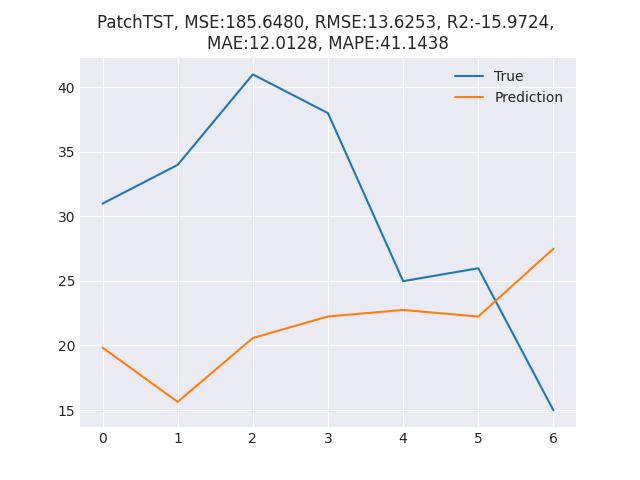 PatchTST, MSE:185.6480, RMSE:13.6253, R2:-15.9724,
MAE:12.0128, MAPE:41.1438
True
Prediction
40
35
30
25
20
15
0 1 2 3 4 5 6